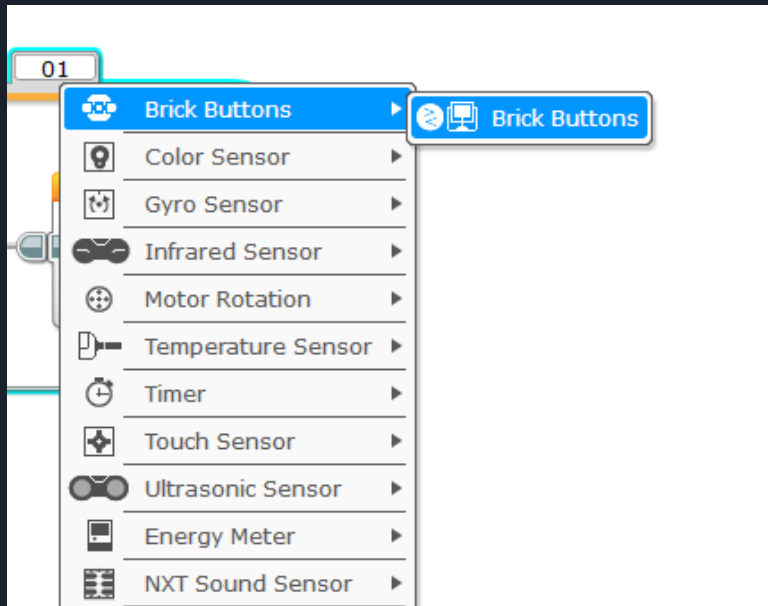 01
Brick Buttons
Brick Buttons
Color Sensor
Gyro Sensor
Infrared Sensor
Motor Rotation
Temperature Sensor
Timer
Touch Sensor
Ultrasonic Sensor
Energy Meter
NXT Sound Sensor